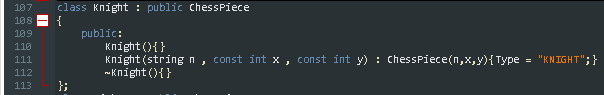 107 class Knight : public ChessPiece
108 {
109 public:
110 Knight(){}
111 Knight(string n , const int x , const int y) : ChessPiece(n,x,y){Type = "KNIGHT";}
112 ~Knight(){}
113 };